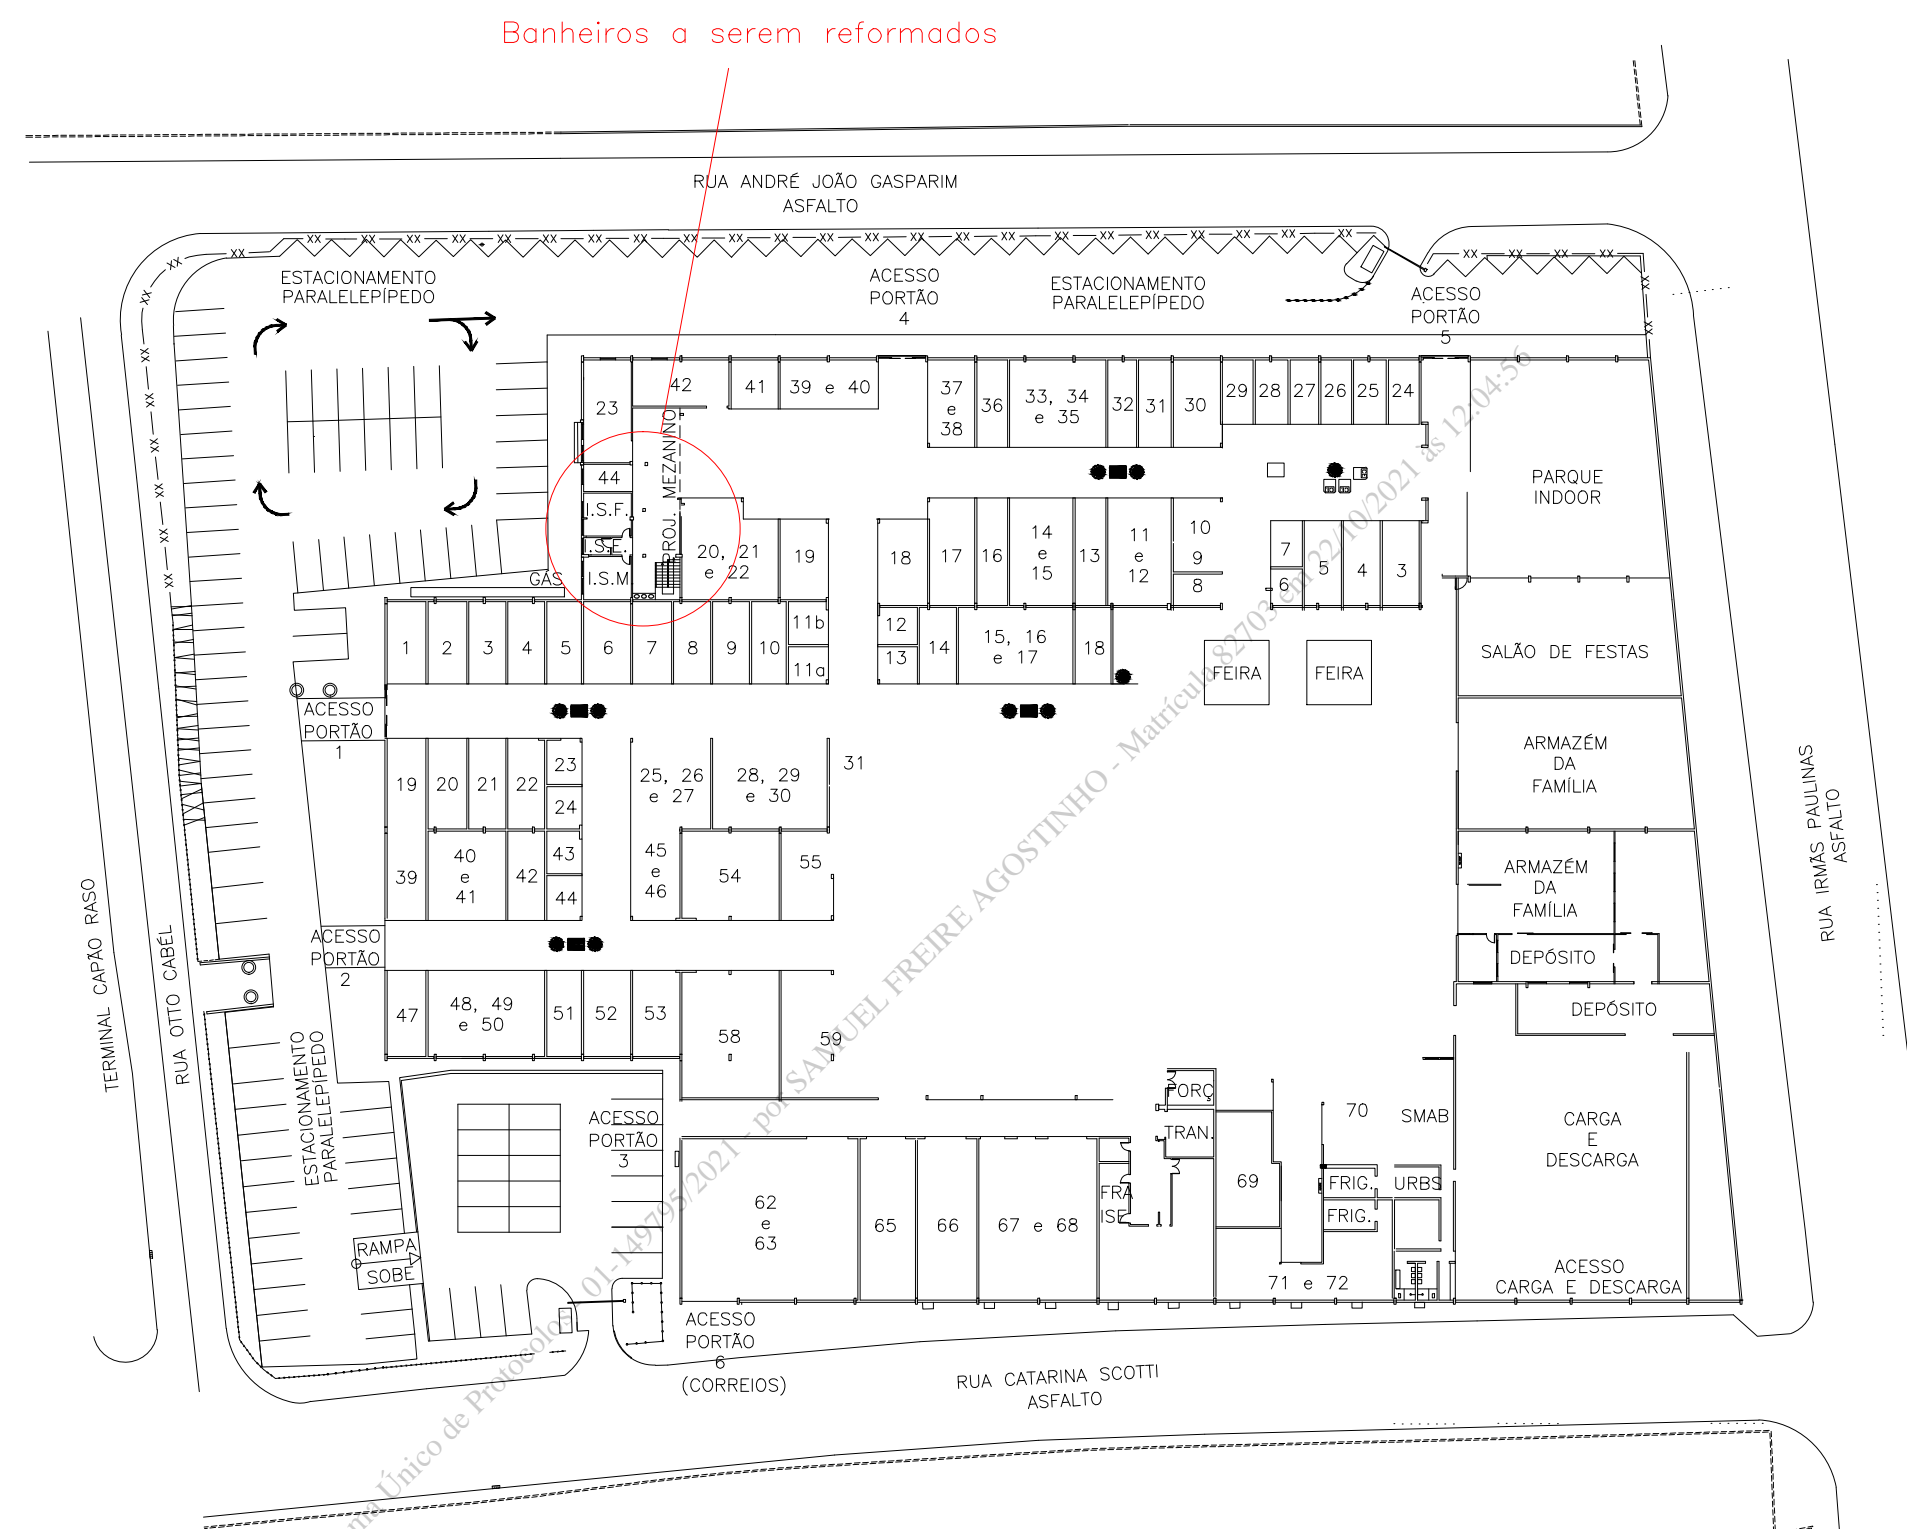 Banheiros a serem reformados
RUA ANDRÉ JOÃO GASPARIM
ASFALTO
ESTACIONAMENTO
PARALELEPÍPEDO
ACESSO
PORTÃO
4
ESTACIONAMENTO
PARALELEPÍPEDO
ACESSO
PORTÃO
5
23
42
41
39 e 40
37
e
38
36
33, 34
e 35
32
31
30
29
28
27
26
25
24
PARQUE
INDOOR
44
I.S.F.
I.S.E.
I.S.M.
PROJ. MEZANINO
20, 21
e 22
19
18
17
16
14
e
15
13
11
e
12
10
9
8
7
6
5
4
3
GÁS
1
2
3
4
5
6
7
8
9
10
11b
11a
12
13
14
15, 16
e 17
18
FEIRA
FEIRA
SALÃO DE FESTAS
ACESSO
PORTÃO
1
19
20
21
22
23
24
25, 26
e 27
28, 29
e 30
31
ARMAZÉM
DA
FAMÍLIA
39
40
e
41
42
43
44
45
e
46
54
55
ARMAZÉM
DA
FAMÍLIA
DEPÓSITO
DEPÓSITO
ACESSO
PORTÃO
2
47
48, 49
e 50
51
52
53
58
59
TERMINAL CAPÃO RASO
RUA OTTO CABÉL
RUA IRMÃS PAULINAS
ASFALTO
ESTACIONAMENTO
PARALELEPÍPEDO
ACESSO
PORTÃO
3
FORÇ
TRAN.
70
SMAB
CARGA
E
DESCARGA
62
e
63
65
66
67 e 68
FRA
ISE
69
FRIG.
FRIG.
URBS
71 e 72
ACESSO
CARGA E DESCARGA
RAMPA
SOBE
ACESSO
PORTÃO
6
(CORREIOS)
RUA CATARINA SCOTTI
ASFALTO
Único de Protocolos 01-149795/2021 - por SAMUEL FREIRE AGOSTINHO - Matrícula 82703 em 22/10/2021 às 12:04:56